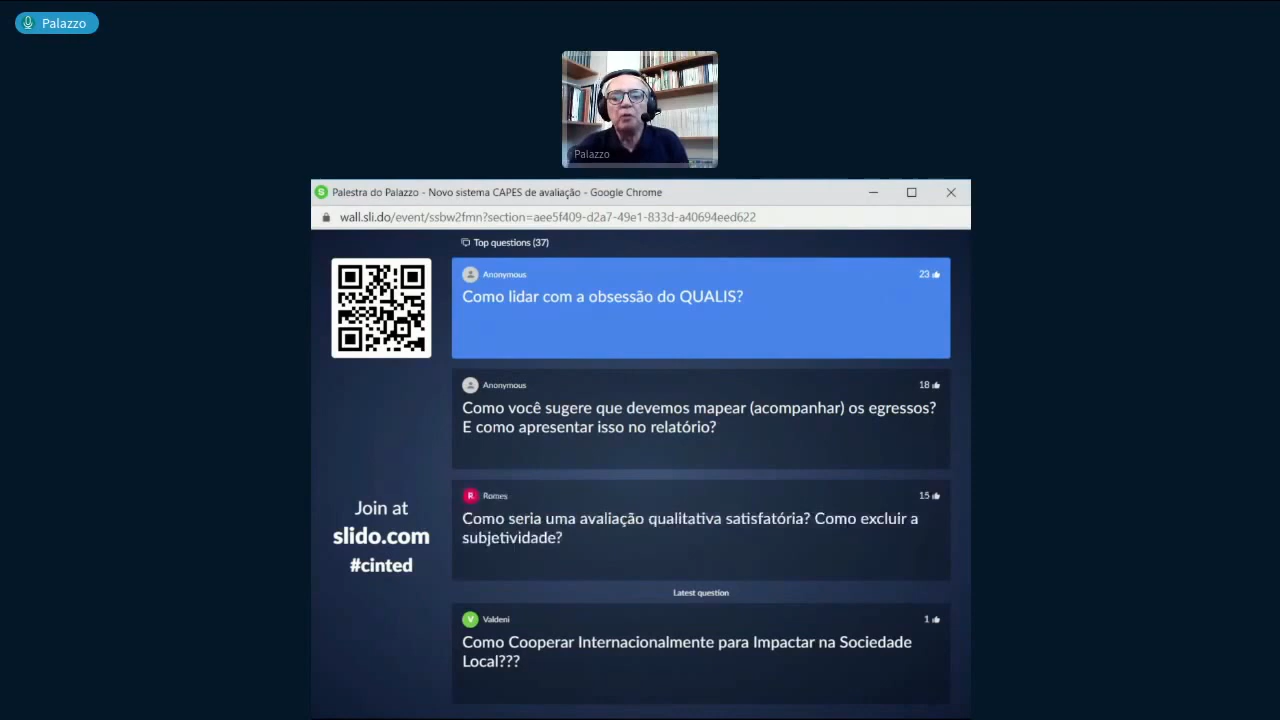 Palazzo
Palazzo
Palestra do Palazzo - Novo sistema CAPES de avaliação - Google Chrome
wall.sli.do/event/ssbw2fmn?section=aee5f409-d2a7-49e1-833d-a40694eed622
Top questions (37)
Anonymous
23
Como lidar com a obsessão do QUALIS?
Anonymous
18
Como você sugere que devemos mapear (acompanhar) os egressos?
E como apresentar isso no relatório?
R Romes
15
Como seria uma avaliação qualitativa satisfatória? Como excluir a
subjetividade?
Join at
slido.com
#cinted
Latest question
V Valdeni
1
Como Cooperar Internacionalmente para Impactar na Sociedade
Local???